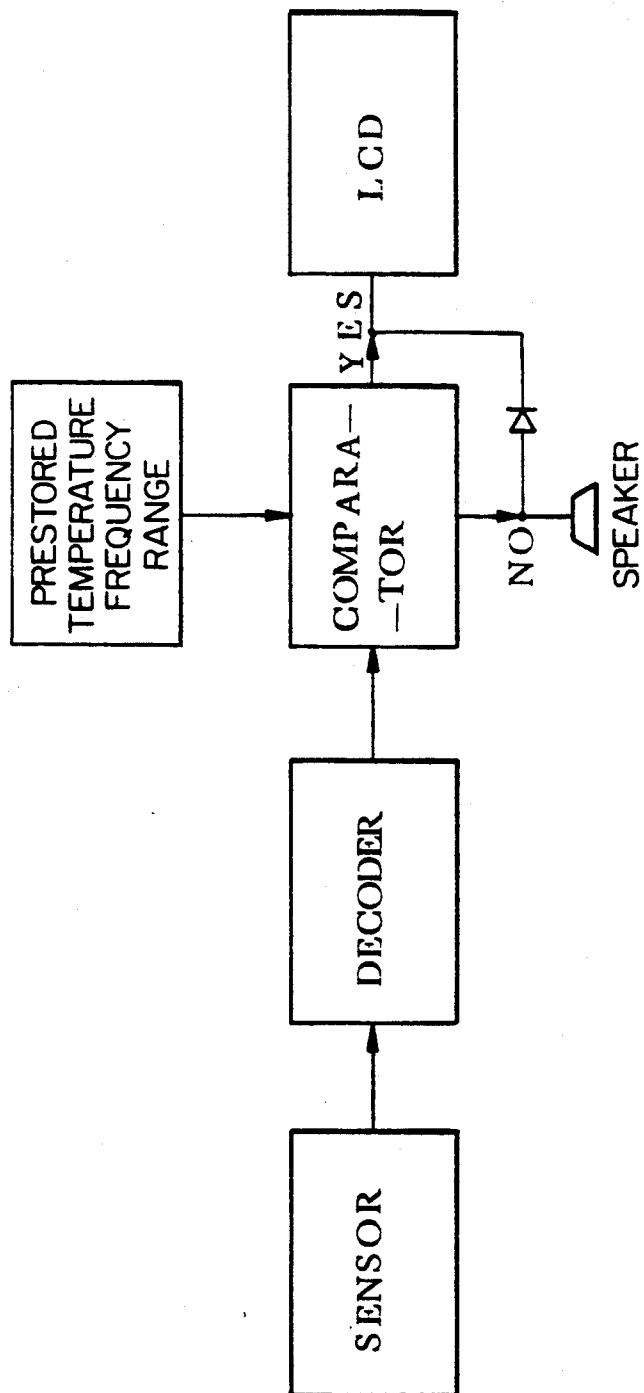 PRESTORED
TEMPERATURE
FREQUENCY
RANGE
SENSOR
DECODER
COMPARA—
—TOR
YES
LCD
NO
SPEAKER